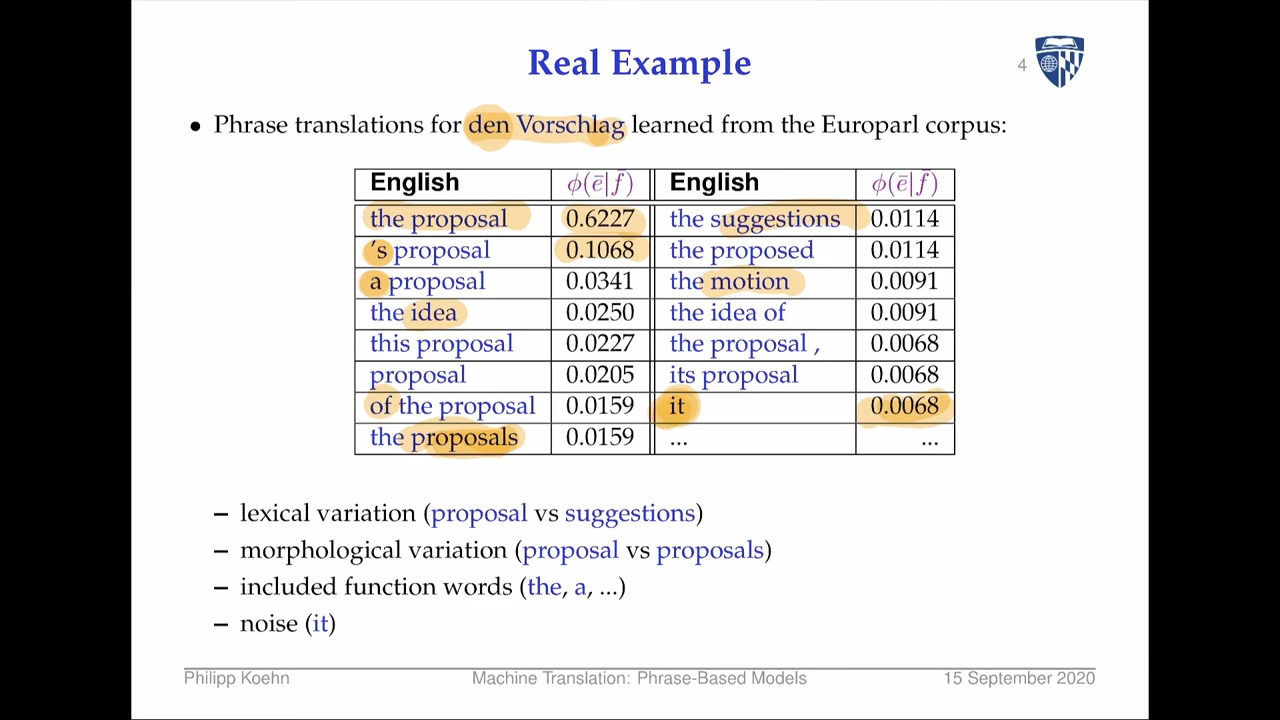 Real Example
4
• Phrase translations for den Vorschlag learned from the Europarl corpus:
English ϕ(ē|f̄) English ϕ(ē|f̄)
the proposal 0.6227 the suggestions 0.0114
's proposal 0.1068 the proposed 0.0114
a proposal 0.0341 the motion 0.0091
the idea 0.0250 the idea of 0.0091
this proposal 0.0227 the proposal , 0.0068
proposal 0.0205 its proposal 0.0068
of the proposal 0.0159 it 0.0068
the proposals 0.0159 ... ...
– lexical variation (proposal vs suggestions)
– morphological variation (proposal vs proposals)
– included function words (the, a, ...)
– noise (it)
Philipp Koehn Machine Translation: Phrase-Based Models 15 September 2020